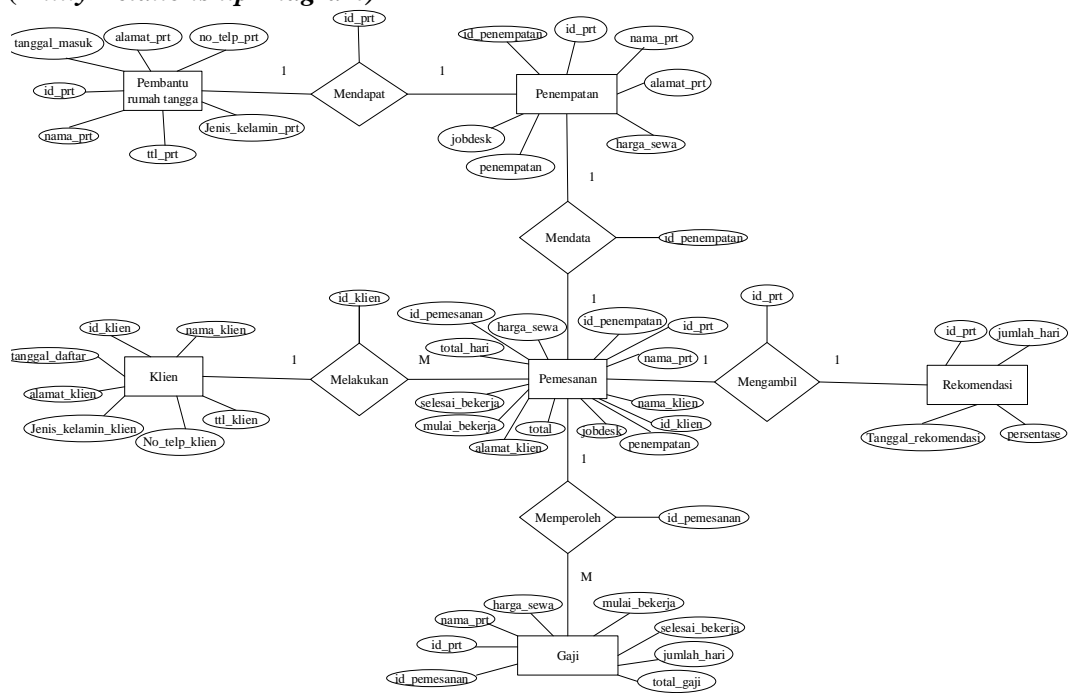 (Entity Relationship Diagram)
id_prt
tanggal_masuk
alamat_prt
no_telp_prt
id_prt
nama_prt
ttl_prt
Jenis_kelamin_prt
Pembantu
rumah tangga
1
Mendapat
1
id_penempatan
id_prt
nama_prt
alamat_prt
harga_sewa
jobdesk
penempatan
Penempatan
1
Mendata
id_penempatan
1
id_klien
nama_klien
tanggal_daftar
alamat_klien
Jenis_kelamin_klien
No_telp_klien
ttl_klien
Klien
1
id_klien
Melakukan
M
id_pemesanan
harga_sewa
id_penempatan
id_prt
total_hari
nama_prt
Pemesanan
selesai_bekerja
mulai_bekerja
alamat_klien
total
jobdesk
nama_klien
id_klien
penempatan
1
id_prt
Mengambil
1
id_prt
jumlah_hari
Rekomendasi
Tanggal_rekomendasi
persentase
1
Memperoleh
id_pemesanan
M
harga_sewa
mulai_bekerja
nama_prt
selesai_bekerja
id_prt
Gaji
jumlah_hari
id_pemesanan
total_gaji